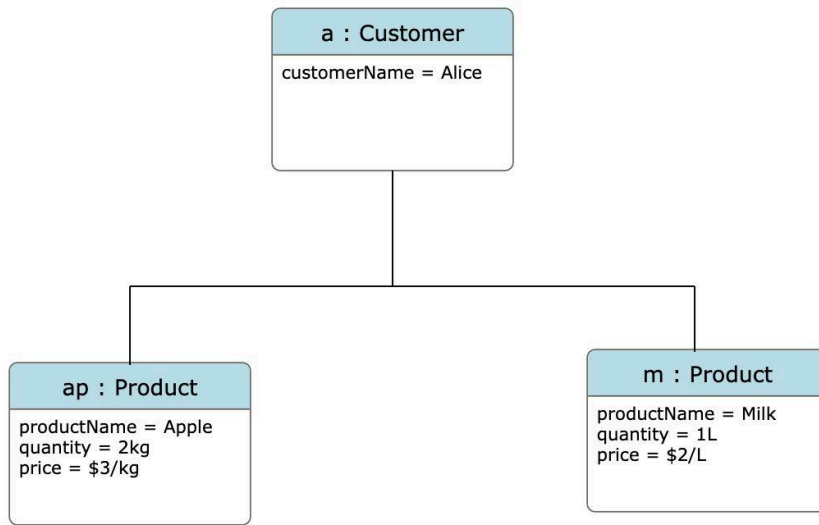 a : Customer
customerName = Alice
ap : Product
productName = Apple
quantity = 2kg
price = $3/kg
m : Product
productName = Milk
quantity = 1L
price = $2/L